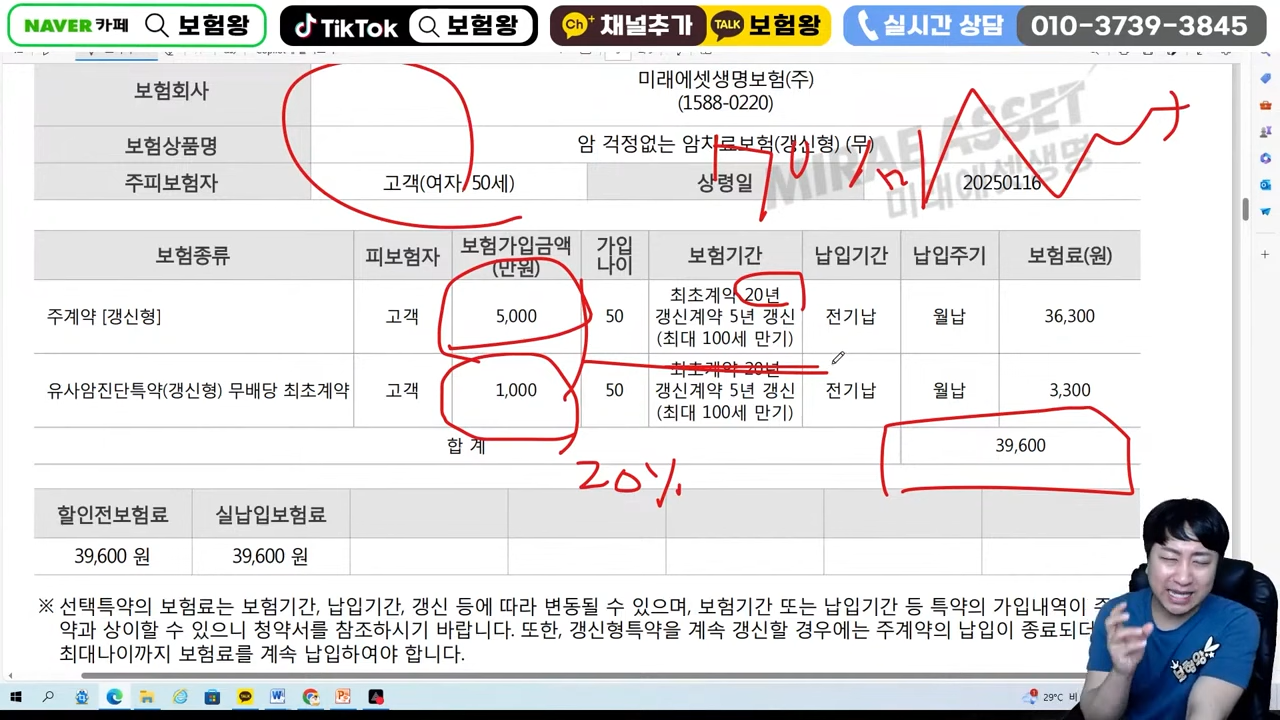 NAVER 카페 보험왕 TikTok 보험왕 Ch+ 채널추가 TALK 보험왕 실시간 상담 010-3739-3845
보험회사 미래에셋생명보험(주)
(1588-0220)
보험상품명 암 걱정없는 암치료보험(갱신형) (무)
주피보험자 고객(여자, 50세) 상령일 20250116
MIRAE ASSET
미래에셋생명
보험종류 피보험자 보험가입금액
(만원) 가입
나이 보험기간 납입기간 납입주기 보험료(원)
주계약 [갱신형] 고객 5,000 50 최초계약 20년
갱신계약 5년 갱신
(최대 100세 만기) 전기납 월납 36,300
유사암진단특약(갱신형) 무배당 최초계약 고객 1,000 50 최초계약 20년
갱신계약 5년 갱신
(최대 100세 만기) 전기납 월납 3,300
합 계 39,600
20%
할인전보험료 실납입보험료
39,600 원 39,600 원
※ 선택특약의 보험료는 보험기간, 납입기간, 갱신 등에 따라 변동될 수 있으며, 보험기간 또는 납입기간 등 특약의 가입내역이 주
약과 상이할 수 있으니 청약서를 참조하시기 바랍니다. 또한, 갱신형특약을 계속 갱신할 경우에는 주계약의 납입이 종료되더
최대나이까지 보험료를 계속 납입하여야 합니다.
보험왕
29°C 비